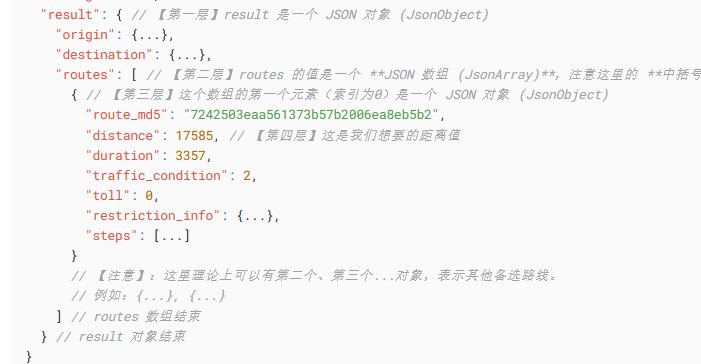 "result": { // 【第一层】result 是一个 JSON 对象 (JsonObject)
"origin": {...},
"destination": {...},
"routes": [ // 【第二层】routes 的值是一个 **JSON 数组 (JsonArray)**，注意这里的 **中括号
{ // 【第三层】这个数组的第一个元素（索引为0）是一个 JSON 对象 (JsonObject)
"route_md5": "7242503eaa561373b57b2006ea8eb5b2",
"distance": 17585, // 【第四层】这是我们想要的距离值
"duration": 3357,
"traffic_condition": 2,
"toll": 0,
"restriction_info": {...},
"steps": [...]
}
// 【注意】：这里理论上可以有第二个、第三个...对象，表示其他备选路线。
// 例如：{...}, {...}
] // routes 数组结束
} // result 对象结束
}